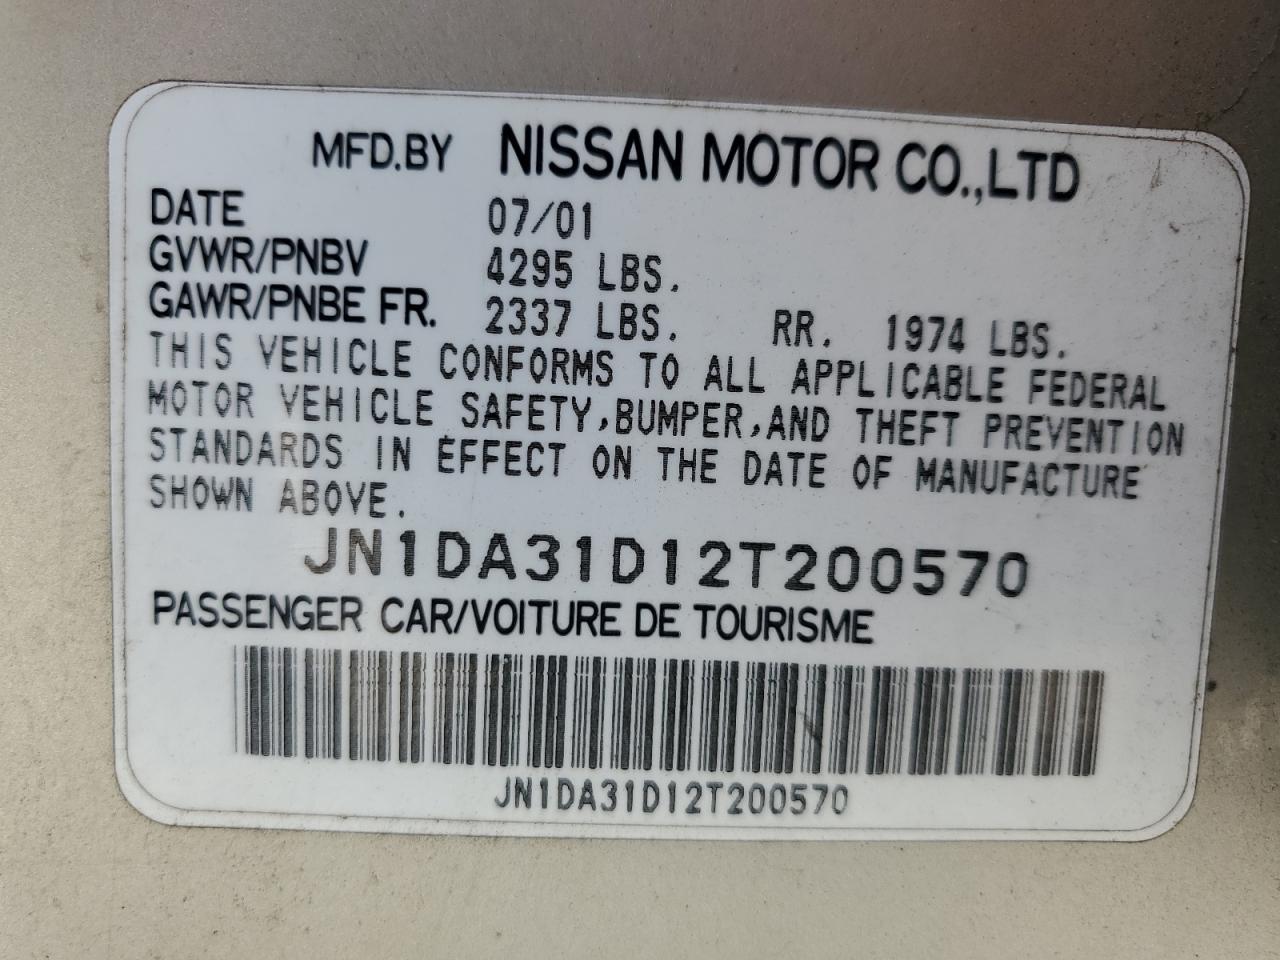 MFD.BY NISSAN MOTOR CO.,LTD
DATE 07/01
GVWR/PNBV 4295 LBS.
GAWR/PNBE FR. 2337 LBS. RR. 1974 LBS.
THIS VEHICLE CONFORMS TO ALL APPLICABLE FEDERAL
MOTOR VEHICLE SAFETY,BUMPER,AND THEFT PREVENTION
STANDARDS IN EFFECT ON THE DATE OF MANUFACTURE
SHOWN ABOVE.
JN1DA31D12T200570
PASSENGER CAR/VOITURE DE TOURISME
JN1DA31D12T200570